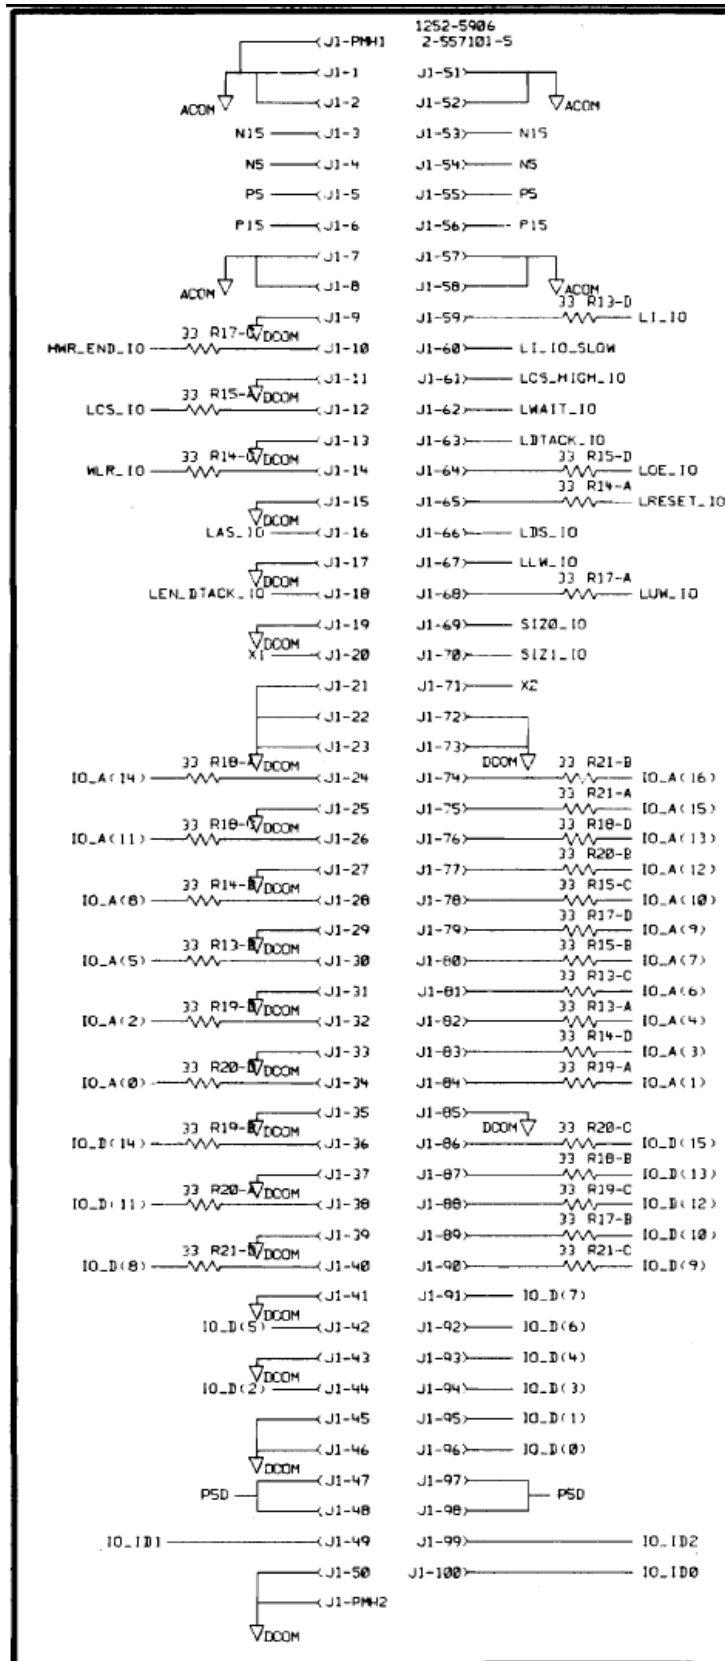 1252-5906
J1-PMH1 2-557101-5
J1-1 J1-51
ACOM J1-2 J1-52 ACOM
N15 J1-3 J1-53 N15
N5 J1-4 J1-54 N5
P5 J1-5 J1-55 P5
P15 J1-6 J1-56 P15
J1-7 J1-57
ACOM J1-8 J1-58 ACOM
33 R13-D
J1-9 J1-59 LI_IO
33 R17-C DCOM
HWR_END_IO J1-10 J1-60 LI_IO_SLOW
J1-11 J1-61 LCS_HIGH_IO
33 R15-A DCOM
LCS_IO J1-12 J1-62 LWAIT_IO
J1-13 J1-63 LDTACK_IO
33 R14-C DCOM 33 R15-D
WLR_IO J1-14 J1-64 LOE_IO
33 R14-A
J1-15 J1-65 LRESET_IO
DCOM
LAS_IO J1-16 J1-66 LDS_IO
J1-17 J1-67 LLW_IO
DCOM 33 R17-A
LEN_DTACK_IO J1-18 J1-68 LUW_IO
J1-19 J1-69 SIZ0_IO
DCOM
X1 J1-20 J1-70 SIZ1_IO
J1-21 J1-71 X2
J1-22 J1-72
J1-23 J1-73
33 R18-A DCOM DCOM 33 R21-B
IO_A(14) J1-24 J1-74 IO_A(16)
33 R21-A
J1-25 J1-75 IO_A(15)
33 R18-C DCOM 33 R18-D
IO_A(11) J1-26 J1-76 IO_A(13)
33 R20-B
J1-27 J1-77 IO_A(12)
33 R14-B DCOM 33 R15-C
IO_A(8) J1-28 J1-78 IO_A(10)
33 R17-D
J1-29 J1-79 IO_A(9)
33 R13-B DCOM 33 R15-B
IO_A(5) J1-30 J1-80 IO_A(7)
33 R13-C
J1-31 J1-81 IO_A(6)
33 R19-D DCOM 33 R13-A
IO_A(2) J1-32 J1-82 IO_A(4)
33 R14-D
J1-33 J1-83 IO_A(3)
33 R20-D DCOM 33 R19-A
IO_A(0) J1-34 J1-84 IO_A(1)
J1-35 J1-85
33 R19-B DCOM DCOM 33 R20-C
IO_D(14) J1-36 J1-86 IO_D(15)
33 R18-B
J1-37 J1-87 IO_D(13)
33 R20-A DCOM 33 R19-C
IO_D(11) J1-38 J1-88 IO_D(12)
33 R17-B
J1-39 J1-89 IO_D(10)
33 R21-D DCOM 33 R21-C
IO_D(8) J1-40 J1-90 IO_D(9)
J1-41 J1-91 IO_D(7)
DCOM
IO_D(5) J1-42 J1-92 IO_D(6)
J1-43 J1-93 IO_D(4)
DCOM
IO_D(2) J1-44 J1-94 IO_D(3)
J1-45 J1-95 IO_D(1)
J1-46 J1-96 IO_D(0)
DCOM
J1-47 J1-97
P5D P5D
J1-48 J1-98
IO_ID1 J1-49 J1-99 IO_ID2
J1-50 J1-100 IO_ID0
J1-PMH2
DCOM